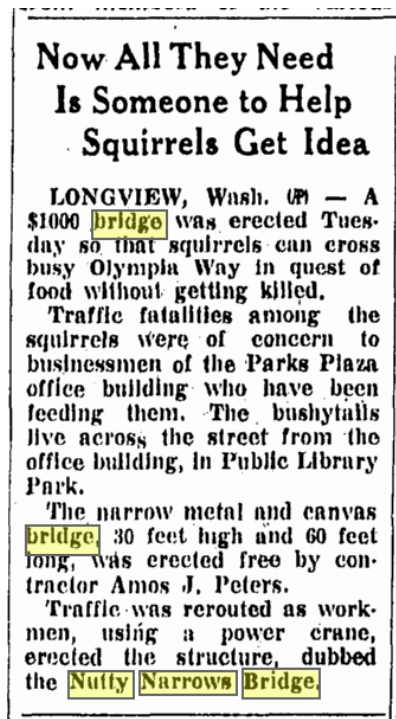 Now All They Need
Is Someone to Help
Squirrels Get Idea
LONGVIEW, Wash. (AP) — A
$1000 bridge was erected Tues-
day so that squirrels can cross
busy Olympia Way in quest of
food without getting killed.
Traffic fatalities among the
squirrels were of concern to
businessmen of the Parks Plaza
office building who have been
feeding them. The bushytails
live across the street from the
office building, in Public Library
Park.
The narrow metal and canvas
bridge, 30 feet high and 60 feet
long, was erected free by con-
tractor Amos J. Peters.
Traffic was rerouted as work-
men, using a power crane,
erected the structure, dubbed
the Nutty Narrows Bridge.